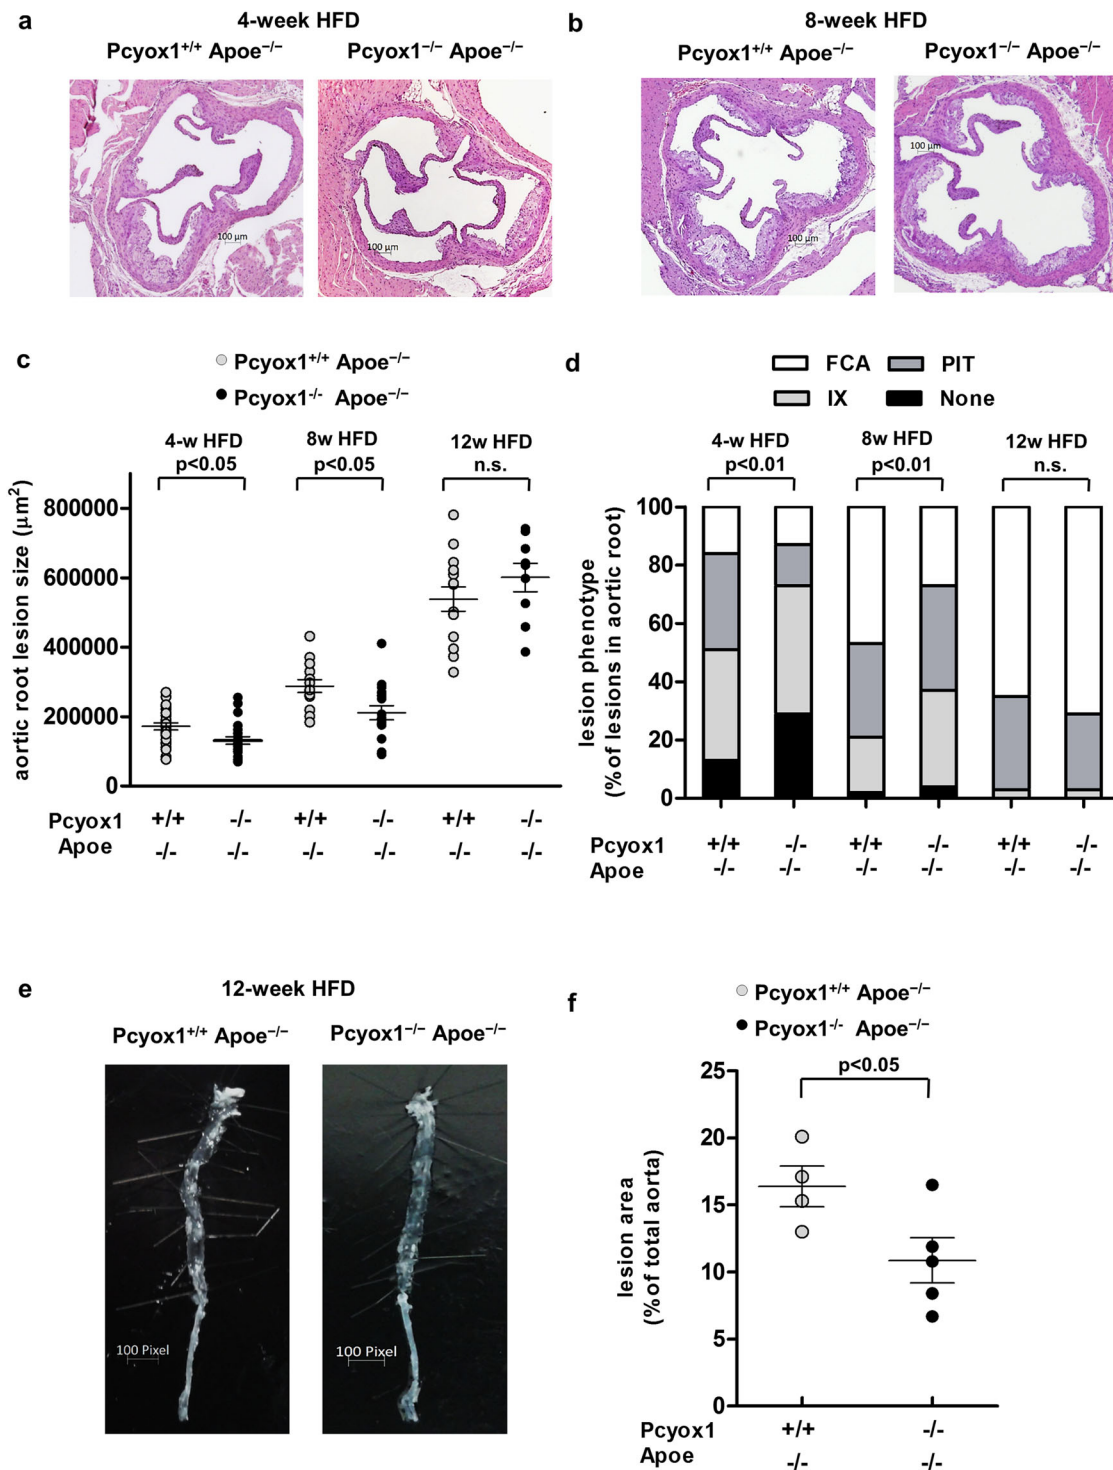 a
4-week HFD
Pcyox1+/+ Apoe−/− Pcyox1−/− Apoe−/−
100 µm
100 µm
b
8-week HFD
Pcyox1+/+ Apoe−/− Pcyox1−/− Apoe−/−
100 µm
100 µm
c
Pcyox1+/+ Apoe−/−
Pcyox1-/- Apoe−/−
4-w HFD 8w HFD 12w HFD
p<0.05 p<0.05 n.s.
aortic root lesion size (µm2)
800000
600000
400000
200000
0
Pcyox1 +/+ -/- +/+ -/- +/+ -/-
Apoe -/- -/- -/- -/- -/- -/-
d
FCA PIT
IX None
4-w HFD 8w HFD 12w HFD
p<0.01 p<0.01 n.s.
lesion phenotype
(% of lesions in aortic root)
100
80
60
40
20
0
Pcyox1 +/+ -/- +/+ -/- +/+ -/-
Apoe -/- -/- -/- -/- -/- -/-
e
12-week HFD
Pcyox1+/+ Apoe−/− Pcyox1−/− Apoe−/−
100 Pixel
100 Pixel
f
Pcyox1+/+ Apoe−/−
Pcyox1-/- Apoe−/−
p<0.05
lesion area
(% of total aorta)
25
20
15
10
5
0
Pcyox1 +/+ -/-
Apoe -/- -/-